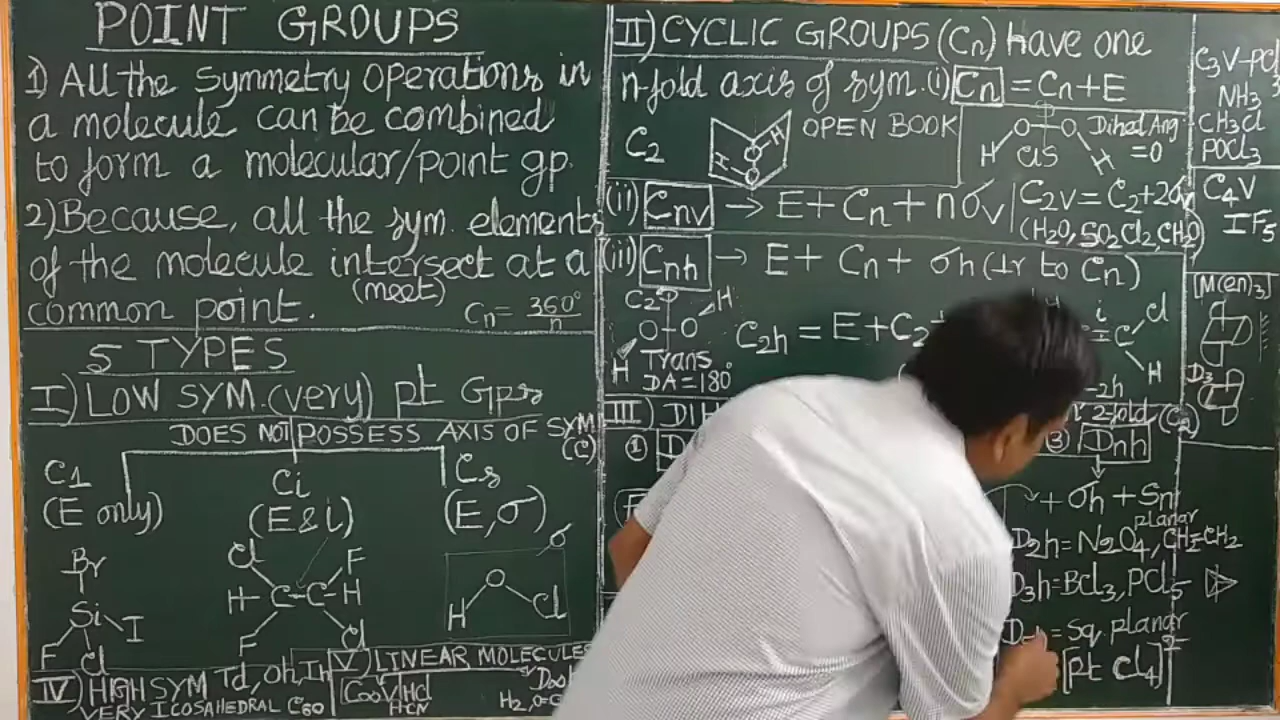 POINT GROUPS
1) All the symmetry operations in
a molecule can be combined
to form a molecular/point gp.
2) Because, all the sym. elements
of the molecule intersect at a
(meet)
common point. Cn = 360°/n
5 TYPES
I) LOW SYM. (very) pt Gps
DOES NOT POSSESS AXIS OF SYM
(C)
C1
(E only)
Br
Si
I
F
Cl
Ci
(E & i)
Cl
F
H-C-C-H
F
Cl
Cs
(E, σ)
σ
O
H
Cl
IV) HIGH SYM Td, Oh, Ih
VERY ICOSAHEDRAL C60
V) LINEAR MOLECULES
C∞V HCl
HCN
D∞
H2, O=C
II) CYCLIC GROUPS (Cn) Have one
n-fold axis of sym. (i) Cn = Cn + E
C2
OPEN BOOK
H
O
O
H
O O
H
H
Cis
Dihed Ang
=0
(ii) Cnv → E + Cn + nσv
C2v = C2 + 2σv
(H2O, SO2Cl2, CH2O)
(ii) Cnh → E + Cn + σh (⊥r to Cn)
C2
H
O-O
H
Trans
DA = 180°
C2h = E + C2
i
=C
Cl
H
-2h
III) DI
① D
2-fold (C2)
③ Dnh
+ σh + Sn
planar
D2h = N2O4, CH2=CH2
D3h = BCl3, PCl5
= Sq. planar
[pt Cl4]2-
C3V-PCl3
NH3
CH3Cl
POCl3
C4V
IF5
[M(en)3]
D3